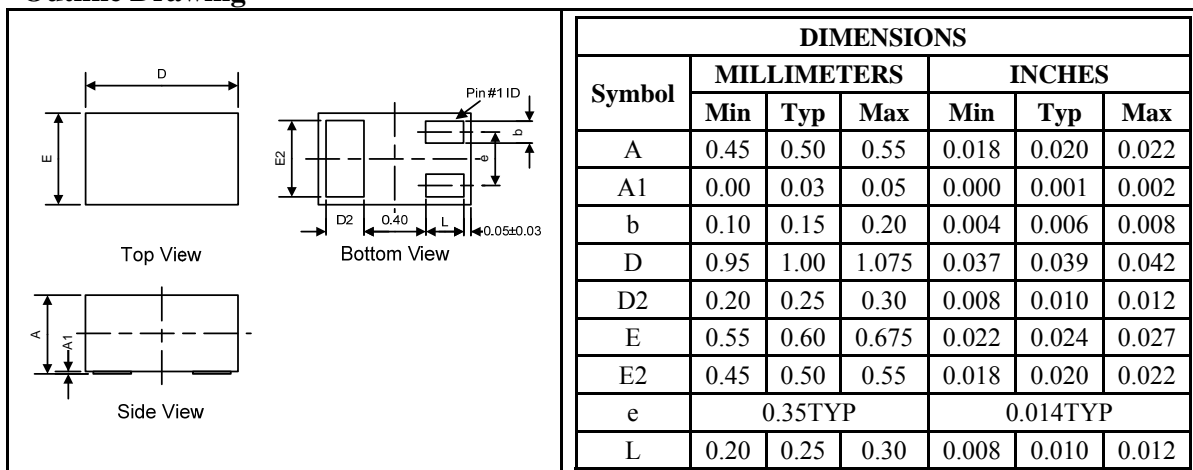 D
Pin #1 ID
E
E2
e
b
D2
0.40
L
0.05±0.03
Top View
Bottom View
A
A1
Side View
DIMENSIONS
Symbol MILLIMETERS INCHES
Min Typ Max Min Typ Max
A 0.45 0.50 0.55 0.018 0.020 0.022
A1 0.00 0.03 0.05 0.000 0.001 0.002
b 0.10 0.15 0.20 0.004 0.006 0.008
D 0.95 1.00 1.075 0.037 0.039 0.042
D2 0.20 0.25 0.30 0.008 0.010 0.012
E 0.55 0.60 0.675 0.022 0.024 0.027
E2 0.45 0.50 0.55 0.018 0.020 0.022
e 0.35TYP 0.014TYP
L 0.20 0.25 0.30 0.008 0.010 0.012